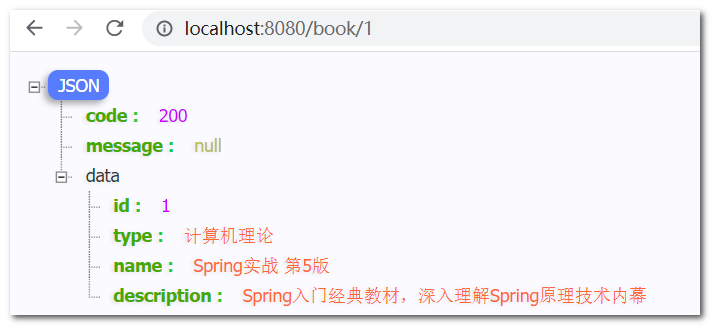 localhost:8080/book/1
JSON
code : 200
message : null
data
id : 1
type : 计算机理论
name : Spring实战 第5版
description : Spring入门经典教材，深入理解Spring原理技术内幕